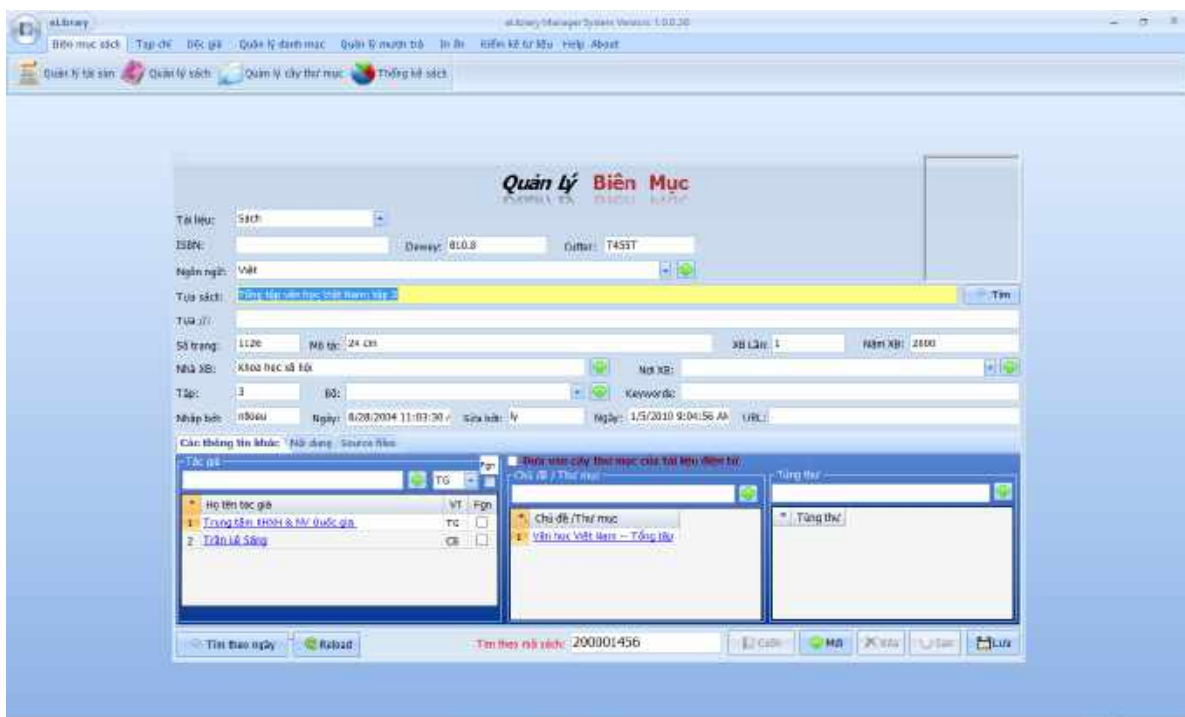 eLibrary eLibrary Manager System Version: 1.0.0.30
Biên mục sách Tạp chí Độc giả Quản lý danh mục Quản lý mượn trả In ấn Kiểm kê tư liệu Help About
Quản lý tài sản Quản lý sách Quản lý cây thư mục Thống kê sách
Quản lý Biên Mục
Tài liệu: Sách
ISBN: Dewey: 810.8 Cutter: T455T
Ngôn ngữ: Việt
Tựa sách: Tổng tập văn học Việt Nam: tập 3 Tìm
Tựa //:
Số trang: 1126 Mô tả: 24 cm XB Lần: 1 Năm XB: 2000
Nhà XB: Khoa học xã hội Nơi XB:
Tập: 3 Bộ: Keywords:
Nhập bởi: Ngày: 8/28/2004 11:03:30 Sửa bởi: ly Ngày: 1/5/2010 9:04:56 AM URL:
Các thông tin khác Nội dung Source files
Tác giả Fgn Đưa vào cây thư mục của tài liệu điện tử
TG Chủ đề / Thư mục Tùng thư
* Họ tên tác giả VT Fgn
1 Trung tâm KHXH & NV Quốc gia TG
2 Trần Lê Sáng CB
* Chủ đề /Thư mục
1 Văn học Việt Nam -- Tổng tập
* Tùng thư
Tìm theo ngày Reload Tìm theo mã sách: 200001456 Mới Xóa Lưu